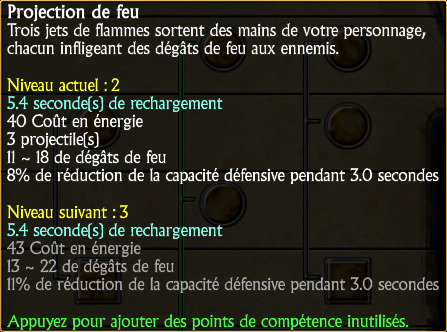 Projection de feu
Trois jets de flammes sortent des mains de votre personnage,
chacun infligeant des dégâts de feu aux ennemis.
Niveau actuel : 2
5.4 seconde(s) de rechargement
40 Coût en énergie
3 projectile(s)
11 ~ 18 de dégâts de feu
8% de réduction de la capacité défensive pendant 3.0 secondes
Niveau suivant : 3
5.4 seconde(s) de rechargement
43 Coût en énergie
13 ~ 22 de dégâts de feu
11% de réduction de la capacité défensive pendant 3.0 secondes
Appuyez pour ajouter des points de compétence inutilisés.